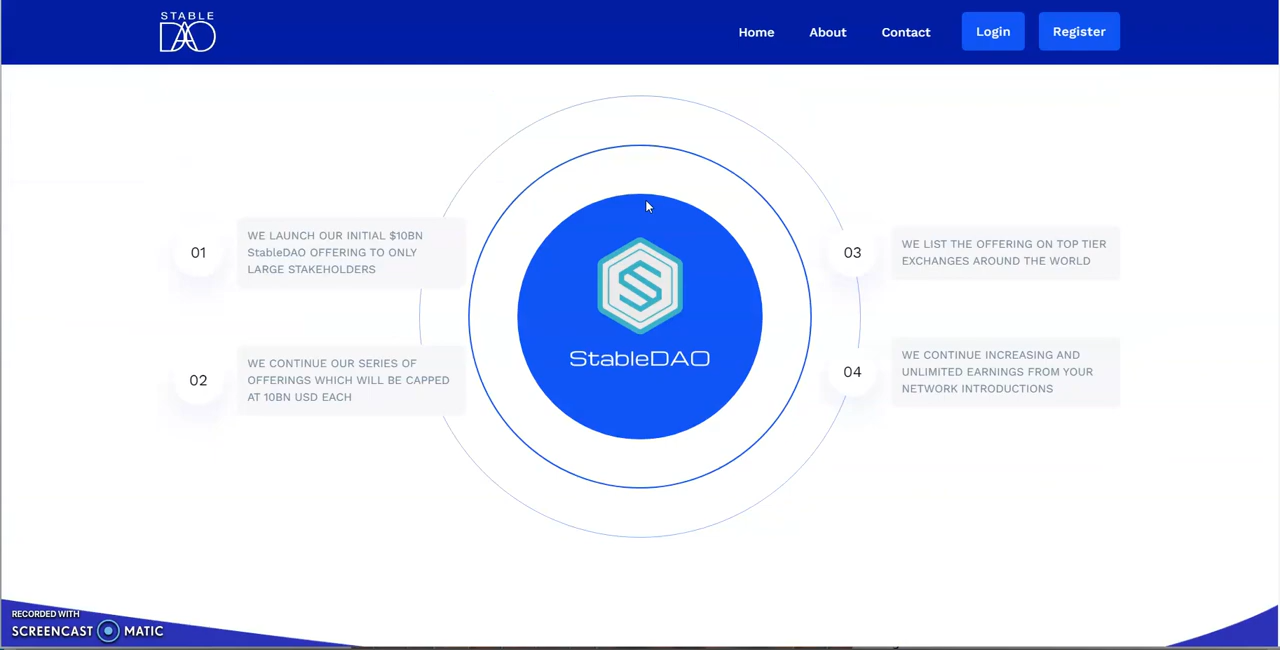 STABLE
DAO
Home
About
Contact
Login
Register
01
WE LAUNCH OUR INITIAL $10BN
StableDAO OFFERING TO ONLY
LARGE STAKEHOLDERS
02
WE CONTINUE OUR SERIES OF
OFFERINGS WHICH WILL BE CAPPED
AT 10BN USD EACH
StableDAO
03
WE LIST THE OFFERING ON TOP TIER
EXCHANGES AROUND THE WORLD
04
WE CONTINUE INCREASING AND
UNLIMITED EARNINGS FROM YOUR
NETWORK INTRODUCTIONS
RECORDED WITH
SCREENCAST MATIC